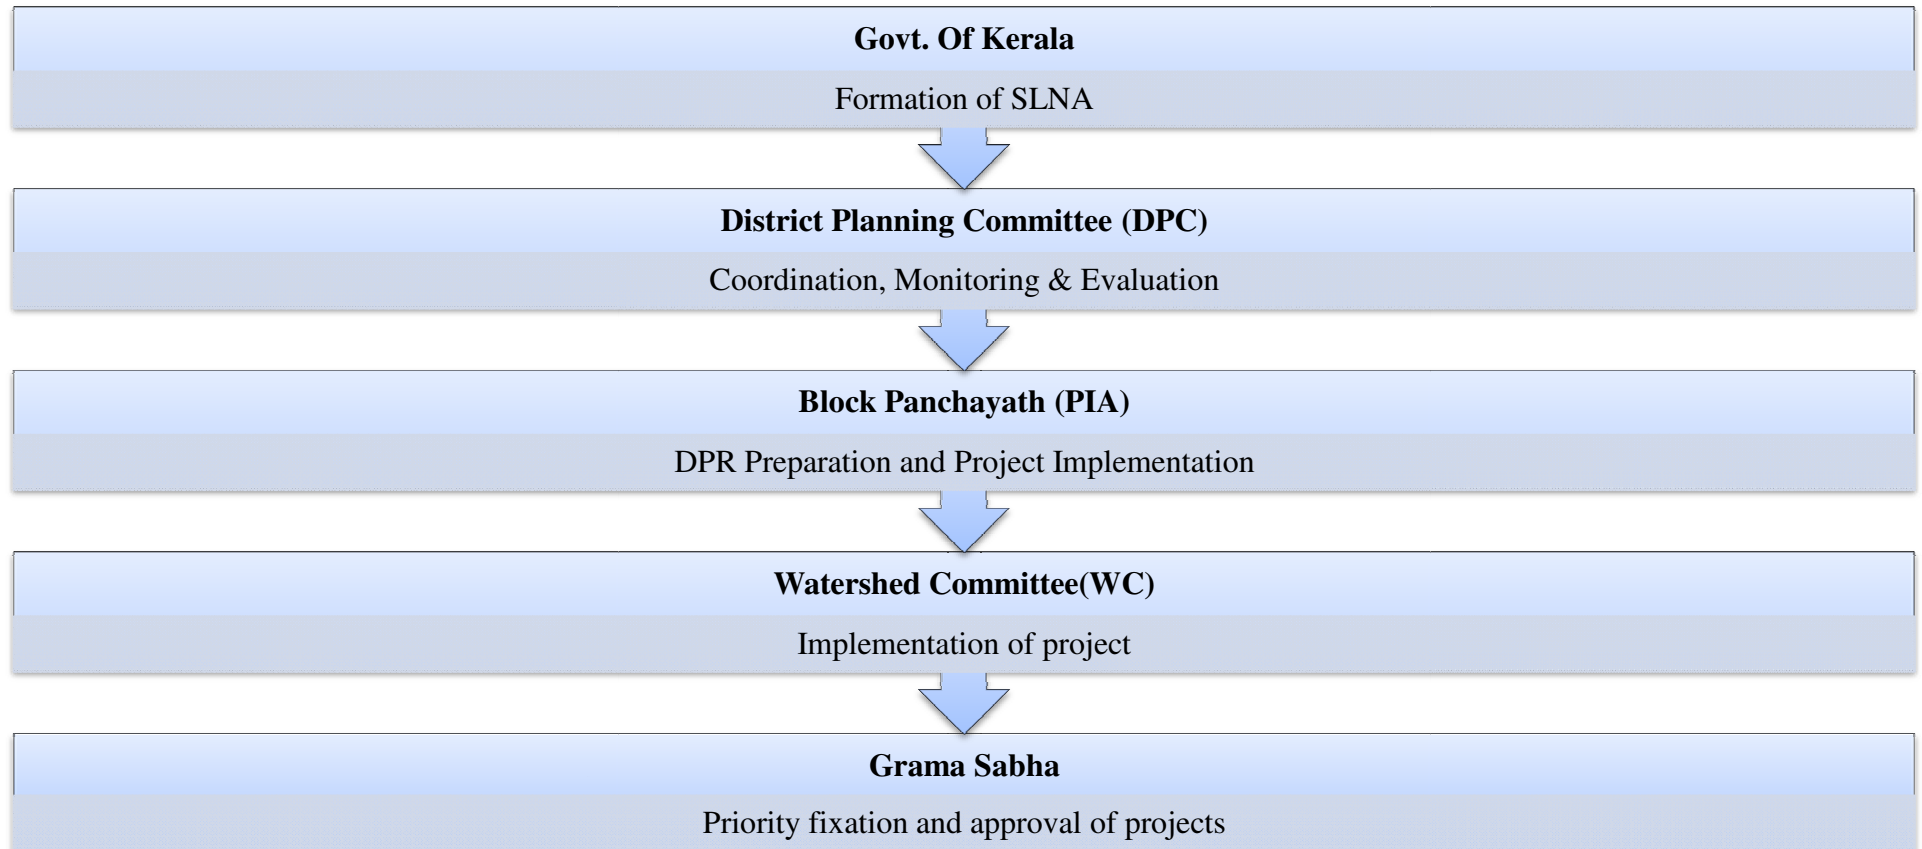 Govt. Of Kerala
Formation of SLNA
District Planning Committee (DPC)
Coordination, Monitoring & Evaluation
Block Panchayath (PIA)
DPR Preparation and Project Implementation
Watershed Committee(WC)
Implementation of project
Grama Sabha
Priority fixation and approval of projects